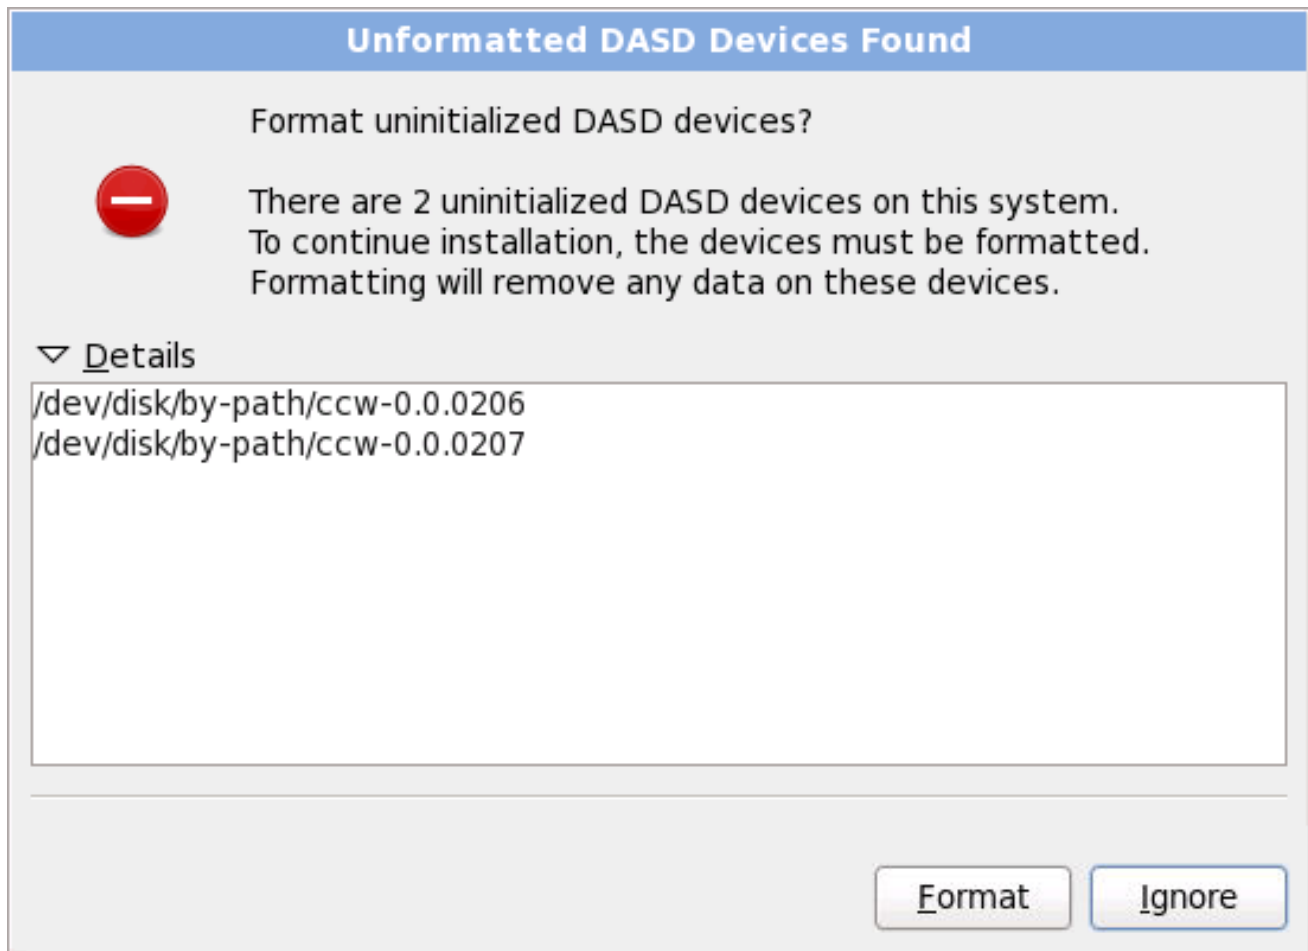 Unformatted DASD Devices Found
Format uninitialized DASD devices?
There are 2 uninitialized DASD devices on this system.
To continue installation, the devices must be formatted.
Formatting will remove any data on these devices.
Details
/dev/disk/by-path/ccw-0.0.0206
/dev/disk/by-path/ccw-0.0.0207
Format Ignore